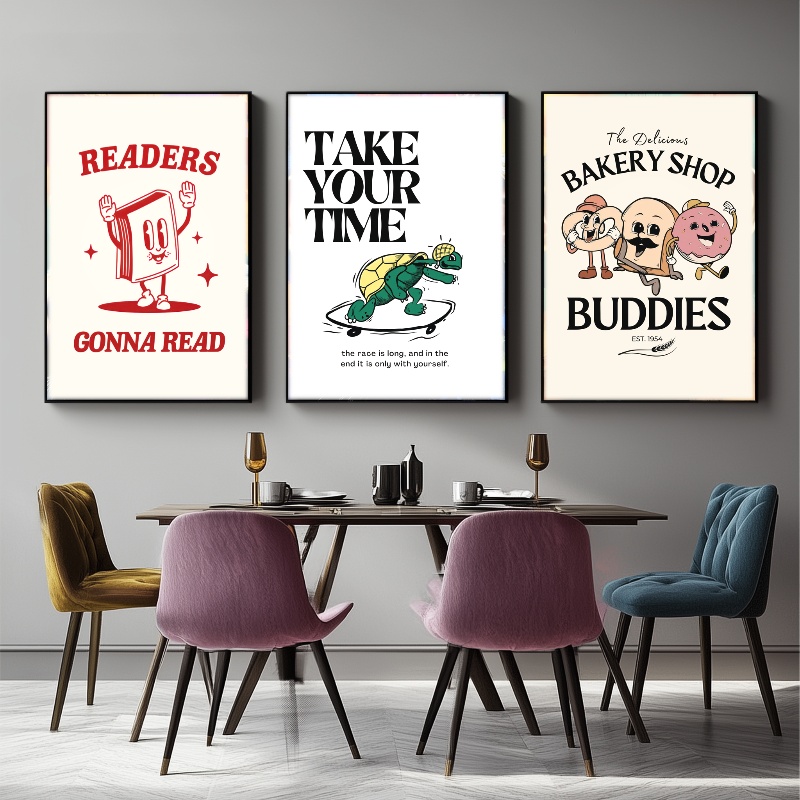 READERS
GONNA READ
TAKE
YOUR
TIME
the race is long, and in the
end it is only with yourself.
The Delicious
BAKERY SHOP
BUDDIES
EST. 1954